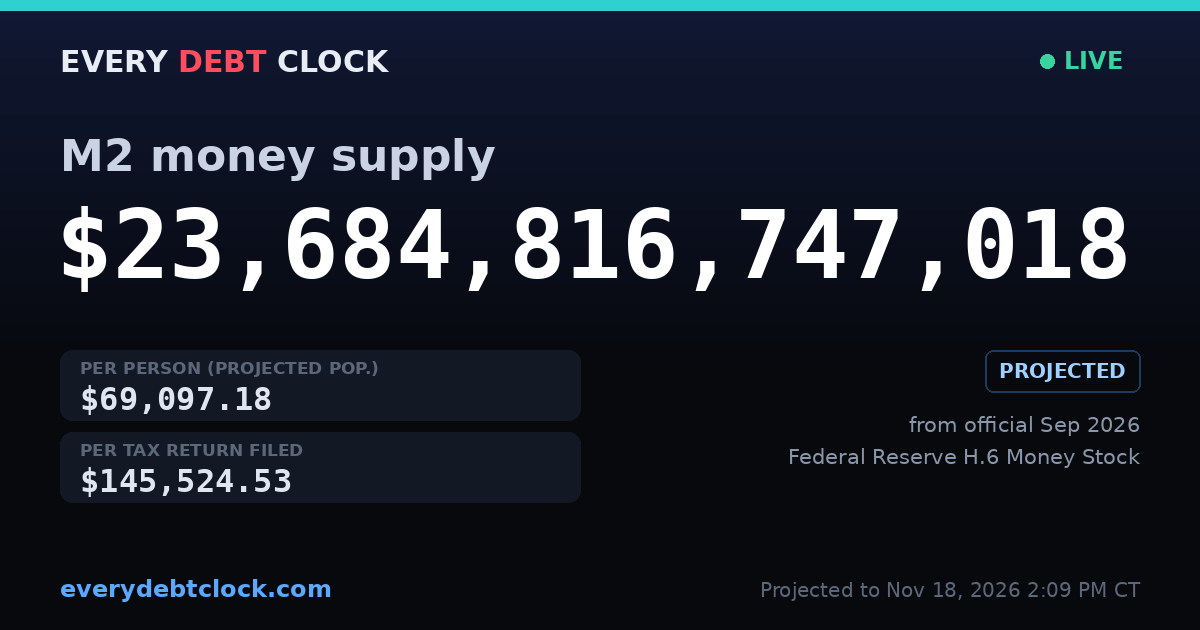 EVERY DEBT CLOCK
LIVE
M2 money supply
$23,684,816,747,018
PER PERSON (PROJECTED POP.)
$69,097.18
PER TAX RETURN FILED
$145,524.53
PROJECTED
from official Sep 2026
Federal Reserve H.6 Money Stock
everydebtclock.com
Projected to Nov 18, 2026 2:09 PM CT